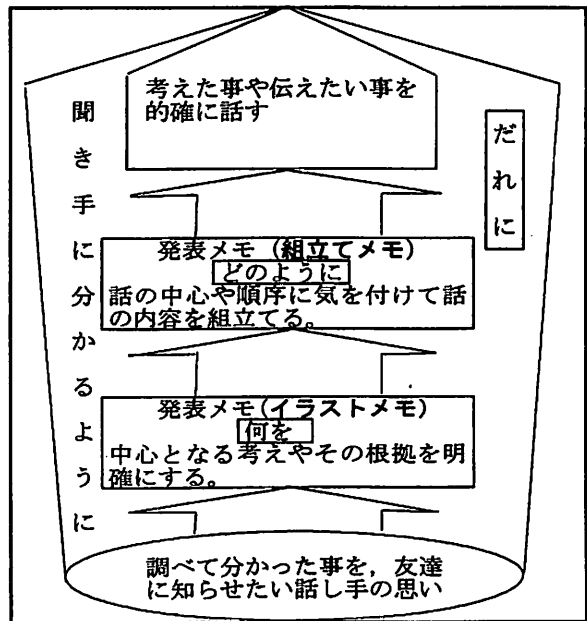 考えた事や伝えたい事を
的確に話す
だれに
聞き手に分かるように
発表メモ(組立てメモ)
どのように
話の中心や順序に気を付けて話
の内容を組立てる。
発表メモ(イラストメモ)
何を
中心となる考えやその根拠を明
確にする。
調べて分かった事を,友達
に知らせたい話し手の思い